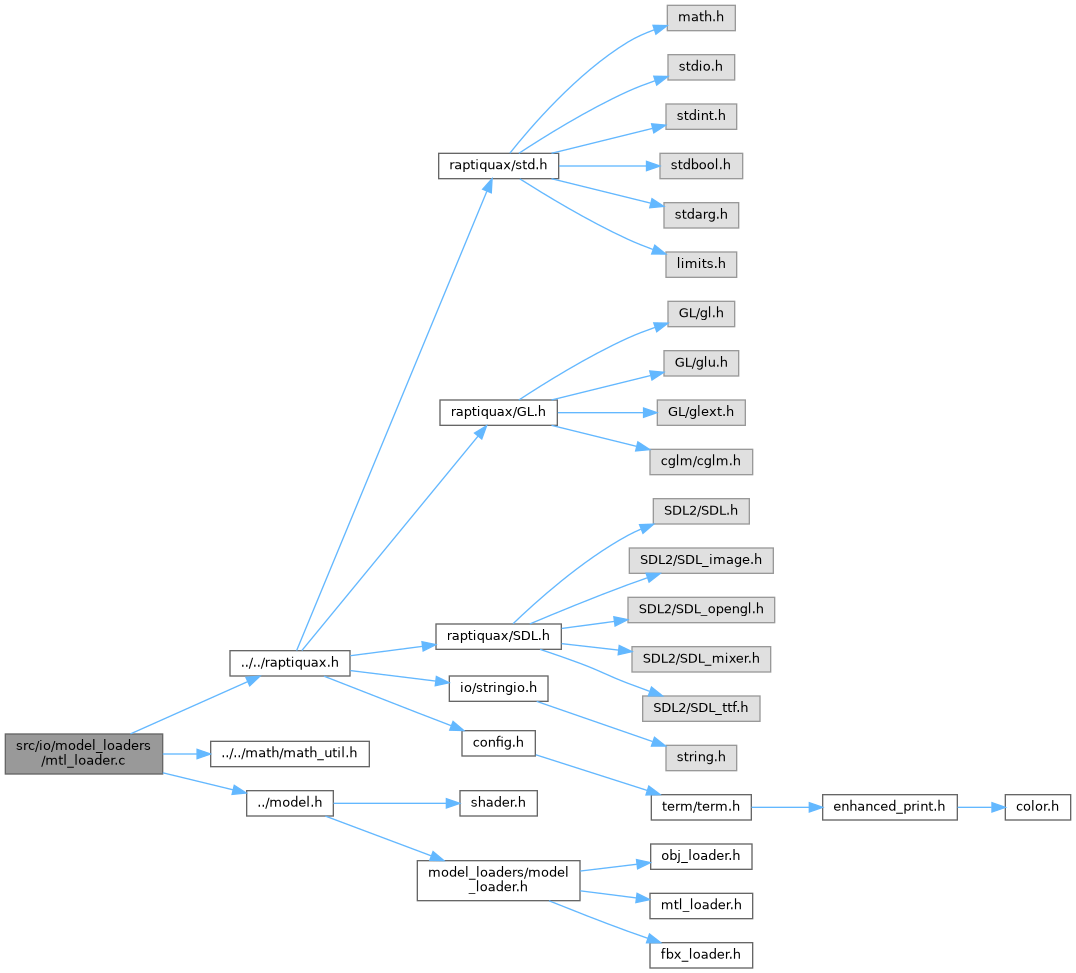 math.h
stdio.h
stdint.h
raptiquax/std.h
stdbool.h
stdarg.h
limits.h
GL/gl.h
GL/glu.h
raptiquax/GL.h
GL/glext.h
cglm/cglm.h
SDL2/SDL.h
SDL2/SDL_image.h
SDL2/SDL_opengl.h
raptiquax/SDL.h
SDL2/SDL_mixer.h
../../raptiquax.h
io/stringio.h
SDL2/SDL_ttf.h
config.h
src/io/model_loaders
/mtl_loader.c
../../math/math_util.h
string.h
../model.h
shader.h
term/term.h
enhanced_print.h
color.h
model_loaders/model
_loader.h
obj_loader.h
mtl_loader.h
fbx_loader.h